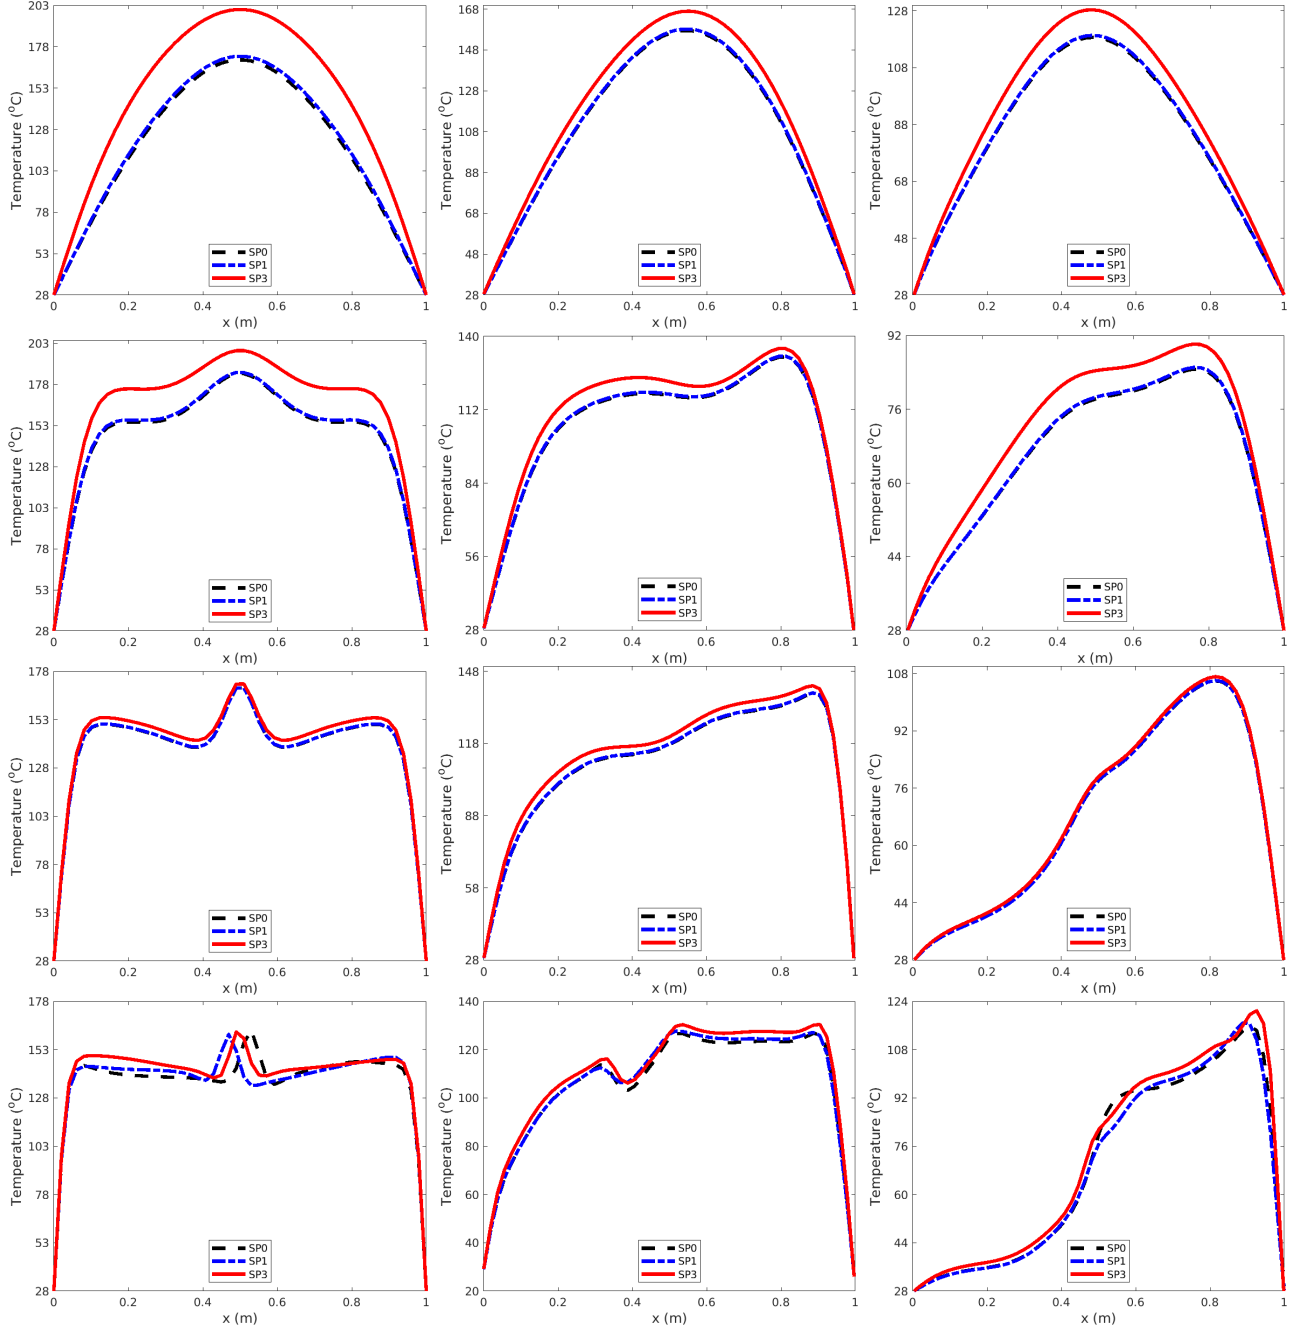 203
178
153
128
103
78
53
28
Temperature (°C)
0 0.2 0.4 0.6 0.8 1
x (m)
SP0
SP1
SP3
168
148
128
108
88
68
48
28
Temperature (°C)
0 0.2 0.4 0.6 0.8 1
x (m)
SP0
SP1
SP3
128
108
88
68
48
28
Temperature (°C)
0 0.2 0.4 0.6 0.8 1
x (m)
SP0
SP1
SP3
203
178
153
128
103
78
53
28
Temperature (°C)
0 0.2 0.4 0.6 0.8 1
x (m)
SP0
SP1
SP3
140
112
84
56
28
Temperature (°C)
0 0.2 0.4 0.6 0.8 1
x (m)
SP0
SP1
SP3
92
76
60
44
28
Temperature (°C)
0 0.2 0.4 0.6 0.8 1
x (m)
SP0
SP1
SP3
178
153
128
103
78
53
28
Temperature (°C)
0 0.2 0.4 0.6 0.8 1
x (m)
SP0
SP1
SP3
148
118
88
58
28
Temperature (°C)
0 0.2 0.4 0.6 0.8 1
x (m)
SP0
SP1
SP3
108
92
76
60
44
28
Temperature (°C)
0 0.2 0.4 0.6 0.8 1
x (m)
SP0
SP1
SP3
178
153
128
103
78
53
28
Temperature (°C)
0 0.2 0.4 0.6 0.8 1
x (m)
SP0
SP1
SP3
140
120
100
80
60
40
20
Temperature (°C)
0 0.2 0.4 0.6 0.8 1
x (m)
SP0
SP1
SP3
124
108
92
76
60
44
28
Temperature (°C)
0 0.2 0.4 0.6 0.8 1
x (m)
SP0
SP1
SP3